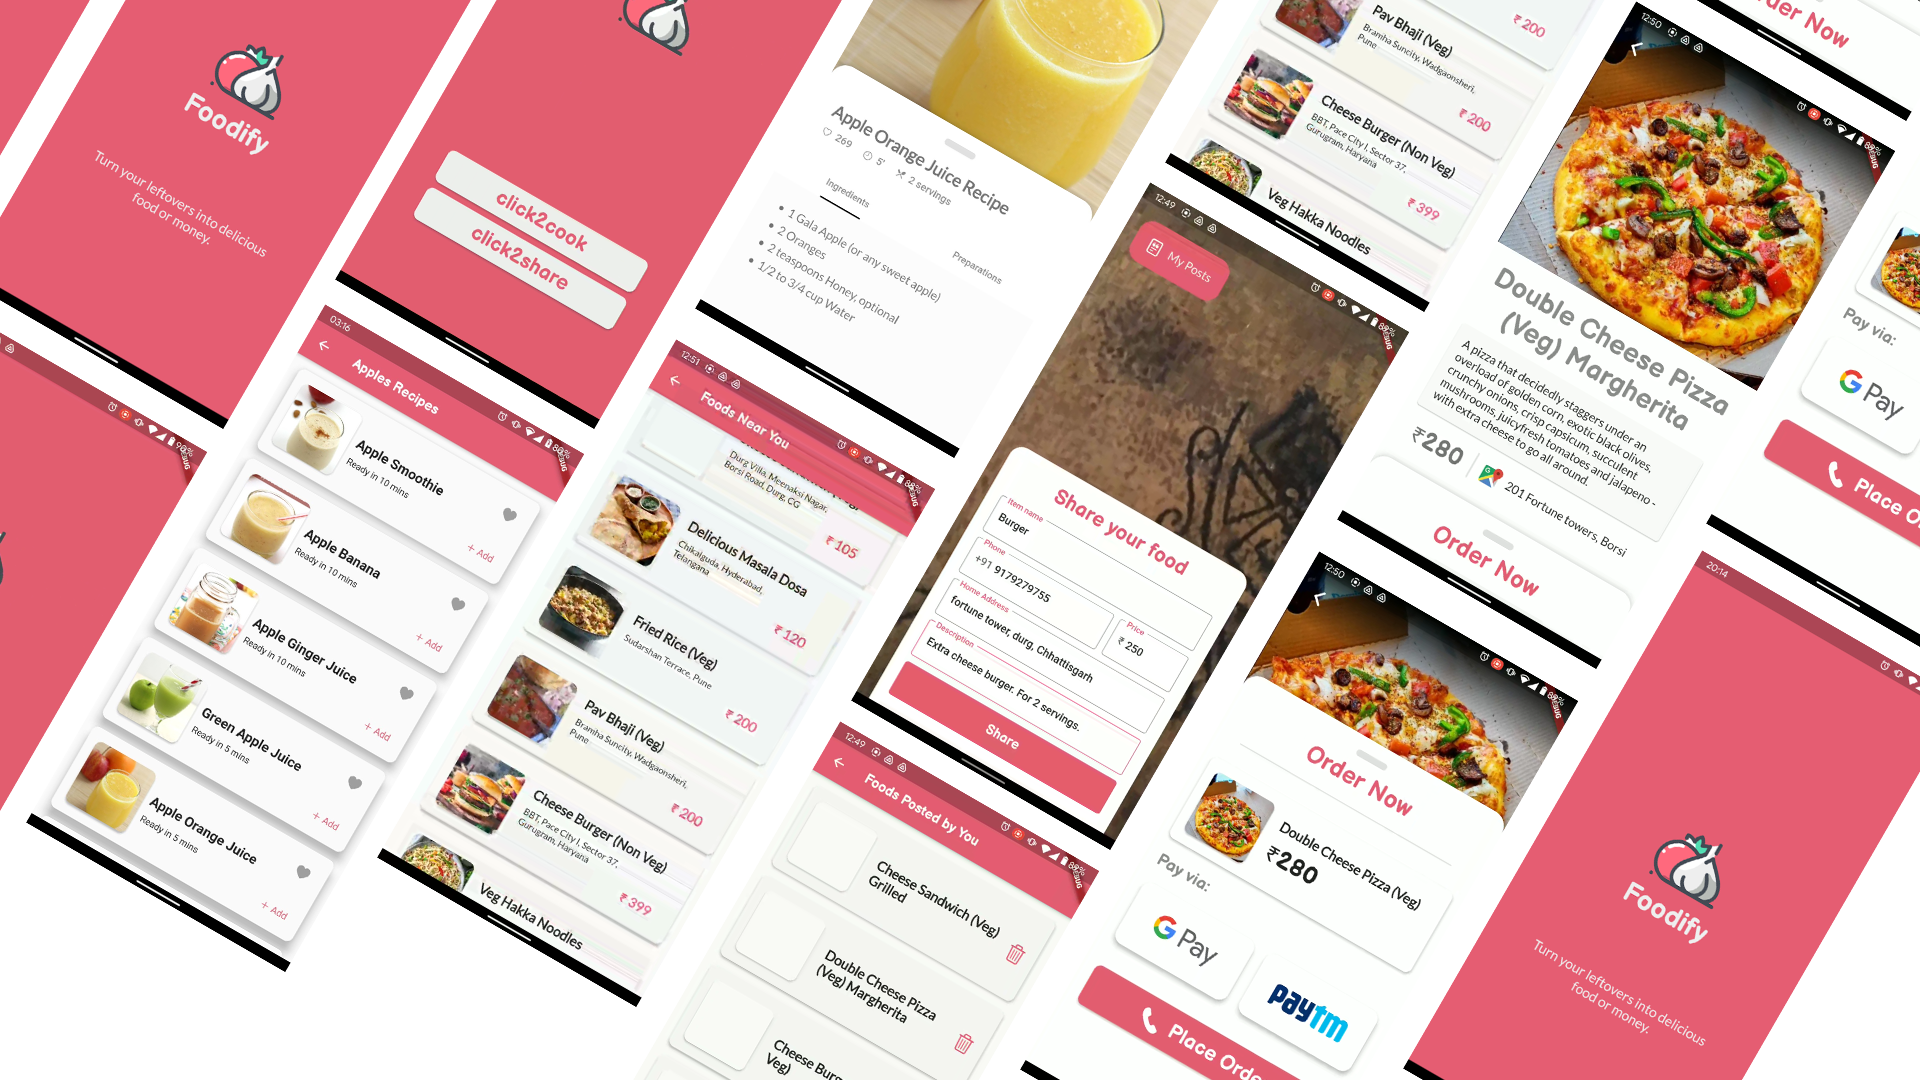 Foodify
Turn your leftovers into delicious
food or money.
click2cook
click2share
Apple Orange Juice Recipe
269
5'
2 servings
Ingredients
Preparations
1 Gala Apple (or any sweet apple)
2 Oranges
2 teaspoons Honey, optional
1/2 to 3/4 cup Water
Pav Bhaji (Veg)
Bramha Suncity, Wadgaonsheri,
Pune
₹ 200
Cheese Burger (Non Veg)
BBT, Pace City I, Sector 37,
Gurugram, Haryana
₹ 200
Veg Hakka Noodles
₹ 399
Order Now
12:50
88%
Double Cheese Pizza
(Veg) Margherita
A pizza that decidedly staggers under an
overload of golden corn, exotic black olives,
crunchy onions, crisp capsicum, succulent
mushrooms, juicyfresh tomatoes and jalapeno -
with extra cheese to go all around.
₹280
201 Fortune towers, Borsi
Order Now
Pay via:
G Pay
Place O
03:16
Apples Recipes
Apple Smoothie
Ready in 10 mins
+ Add
Apple Banana
Ready in 10 mins
+ Add
Apple Ginger Juice
Ready in 10 mins
+ Add
Green Apple Juice
Ready in 5 mins
+ Add
Apple Orange Juice
Ready in 5 mins
+ Add
12:51
88%
Foods Near You
Durg Villa, Meenaksi Nagar,
Borsi Road, Durg, CG
₹ 105
Delicious Masala Dosa
Chikalguda, Hyderabad,
Telangana
₹ 120
Fried Rice (Veg)
Sudarshan Terrace, Pune
₹ 200
Pav Bhaji (Veg)
Bramha Suncity, Wadgaonsheri,
Pune
₹ 200
Cheese Burger (Non Veg)
BBT, Pace City I, Sector 37,
Gurugram, Haryana
₹ 399
Veg Hakka Noodles
12:49
88%
My Posts
Share your food
Item name
Burger
Phone
+91 9179279755
Price
₹ 250
Home Address
fortune tower, durg, Chhattisgarh
Description
Extra cheese burger. For 2 servings.
Share
12:49
88%
Foods Posted by You
Cheese Sandwich (Veg)
Grilled
Double Cheese Pizza
(Veg) Margherita
Cheese Burg
Veg)
12:50
88%
Order Now
Double Cheese Pizza (Veg)
₹280
Pay via:
G Pay
paytm
Place Orde
20:14
Foodify
Turn your leftovers into delicious
food or money.